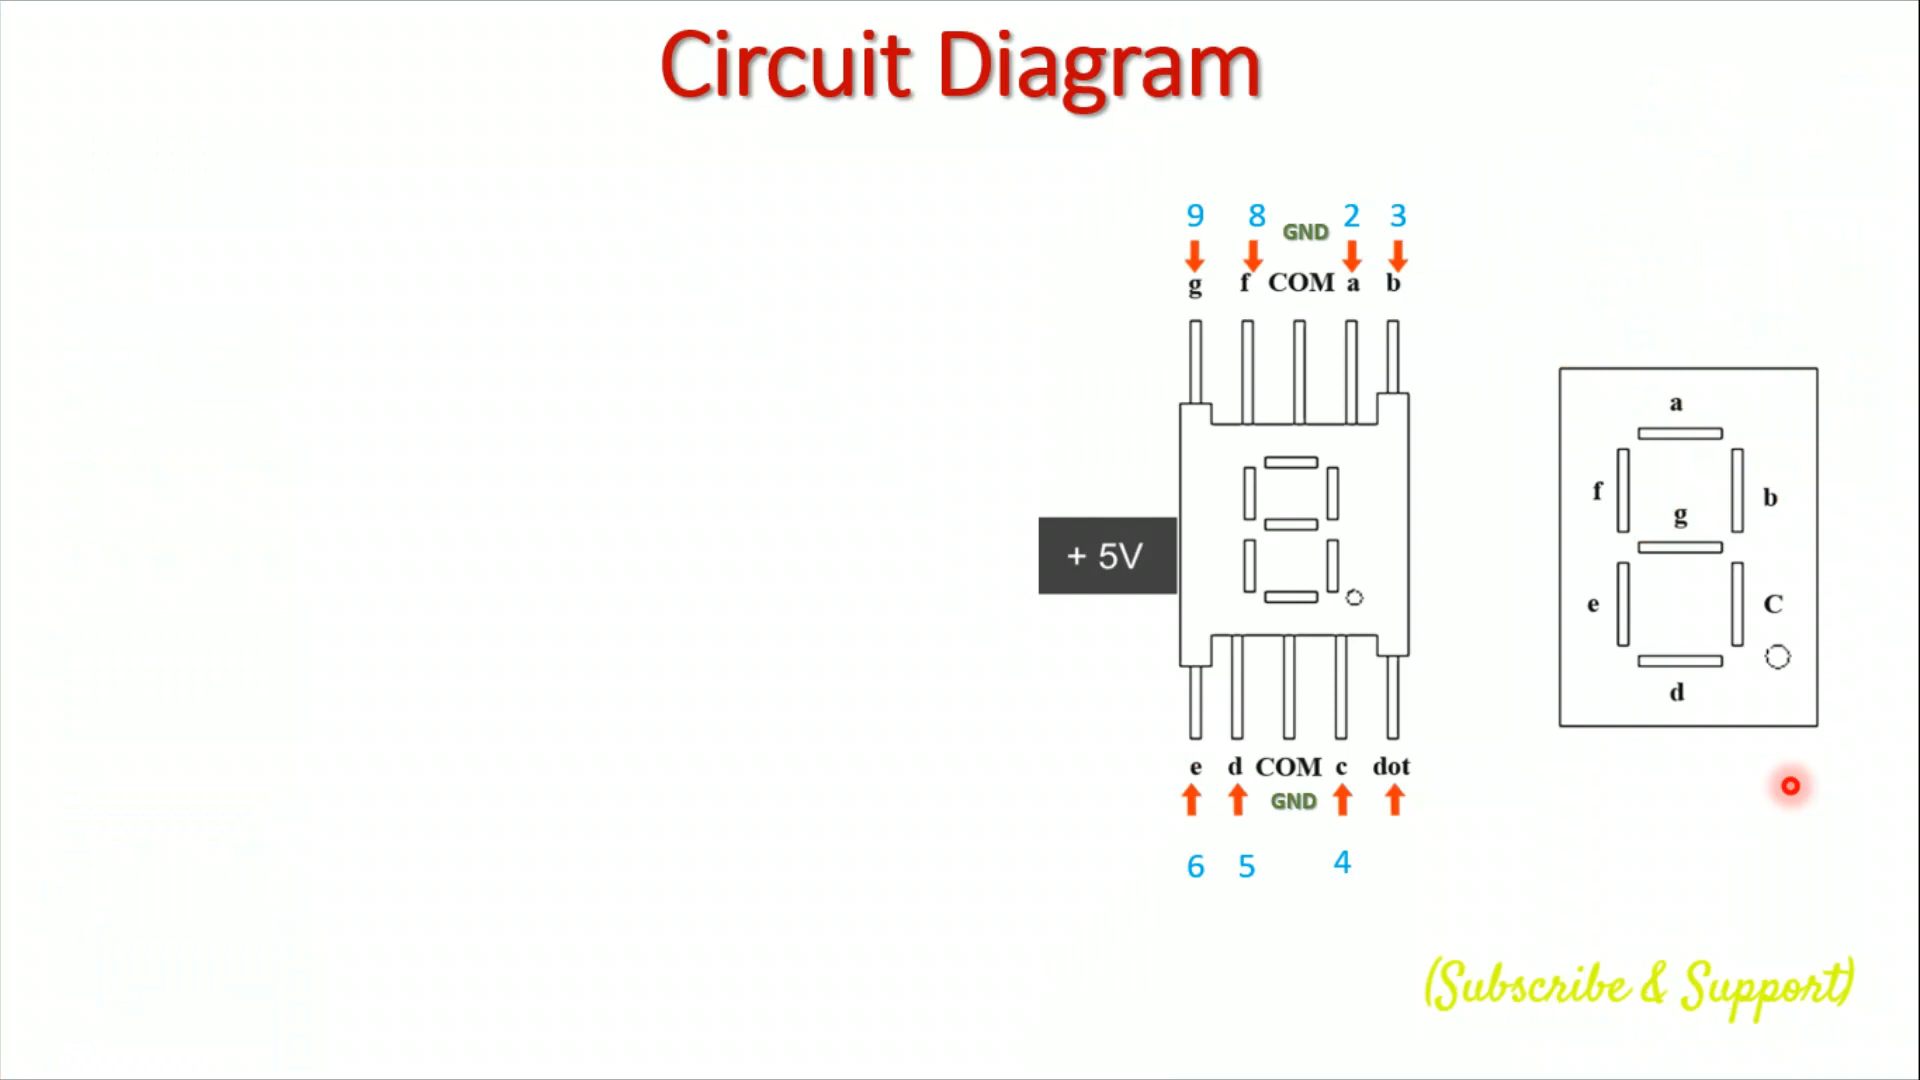 Circuit Diagram
9 8 GND 2 3
g f COM a b
+ 5V
e d COM c dot
GND
6 5 4
a
f b
g
e C
d
(Subscribe & Support)